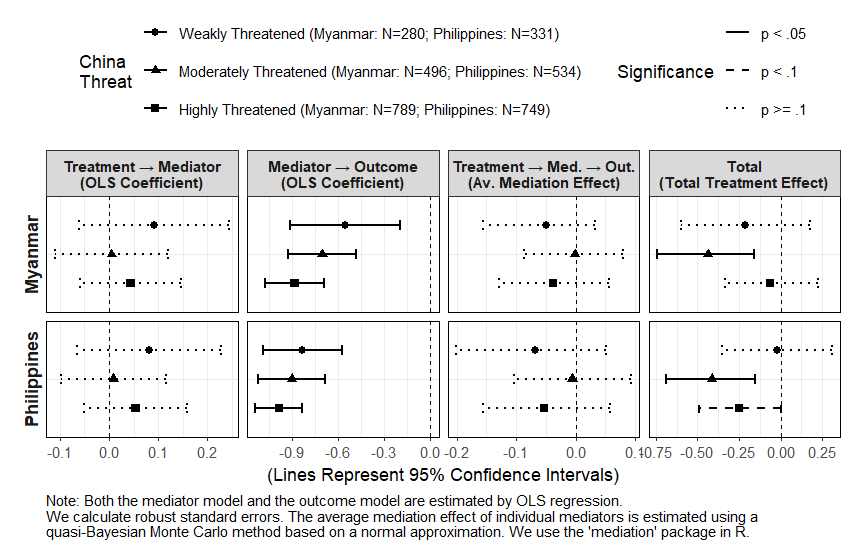 China
Threat
Weakly Threatened (Myanmar: N=280; Philippines: N=331)
Moderately Threatened (Myanmar: N=496; Philippines: N=534)
Highly Threatened (Myanmar: N=789; Philippines: N=749)
Significance
p < .05
p < .1
p >= .1
Treatment → Mediator
(OLS Coefficient)
Mediator → Outcome
(OLS Coefficient)
Treatment → Med. → Out.
(Av. Mediation Effect)
Total
(Total Treatment Effect)
Myanmar
Philippines
-0.1 0.0 0.1 0.2
-0.9 -0.6 -0.3 0.0
-0.2 -0.1 0.0 0.1
-0.75 -0.25 0.00 0.25
(Lines Represent 95% Confidence Intervals)
Note: Both the mediator model and the outcome model are estimated by OLS regression.
We calculate robust standard errors. The average mediation effect of individual mediators is estimated using a
quasi-Bayesian Monte Carlo method based on a normal approximation. We use the 'mediation' package in R.